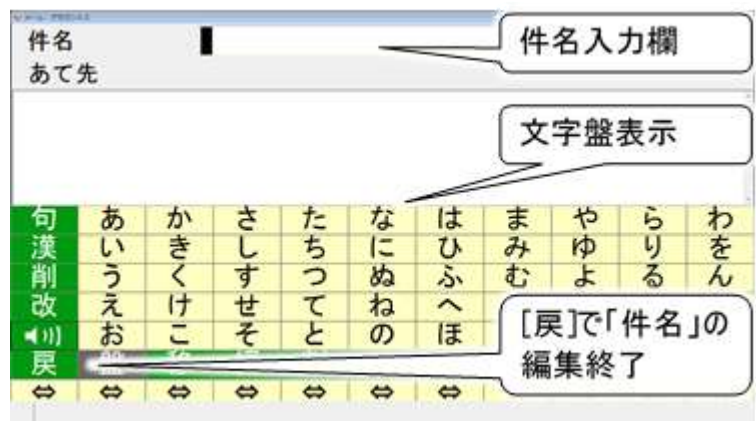 件名
件名入力欄
あて先
文字盤表示
句 あ か さ た な は ま や ら わ
漢 い き し ち に ひ み ゆ り を
削 う く す つ ぬ ふ む よ る ん
改 え け せ て ね へ
お こ そ と の ほ
戻
[戻]で「件名」の
編集終了
⇔ ⇔ ⇔ ⇔ ⇔ ⇔ ⇔